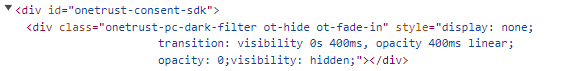 ▼<div id="onetrust-consent-sdk">
<div class="onetrust-pc-dark-filter ot-hide ot-fade-in" style="display: none;
transition: visibility 0s 400ms, opacity 400ms linear;
opacity: 0;visibility: hidden;"></div>